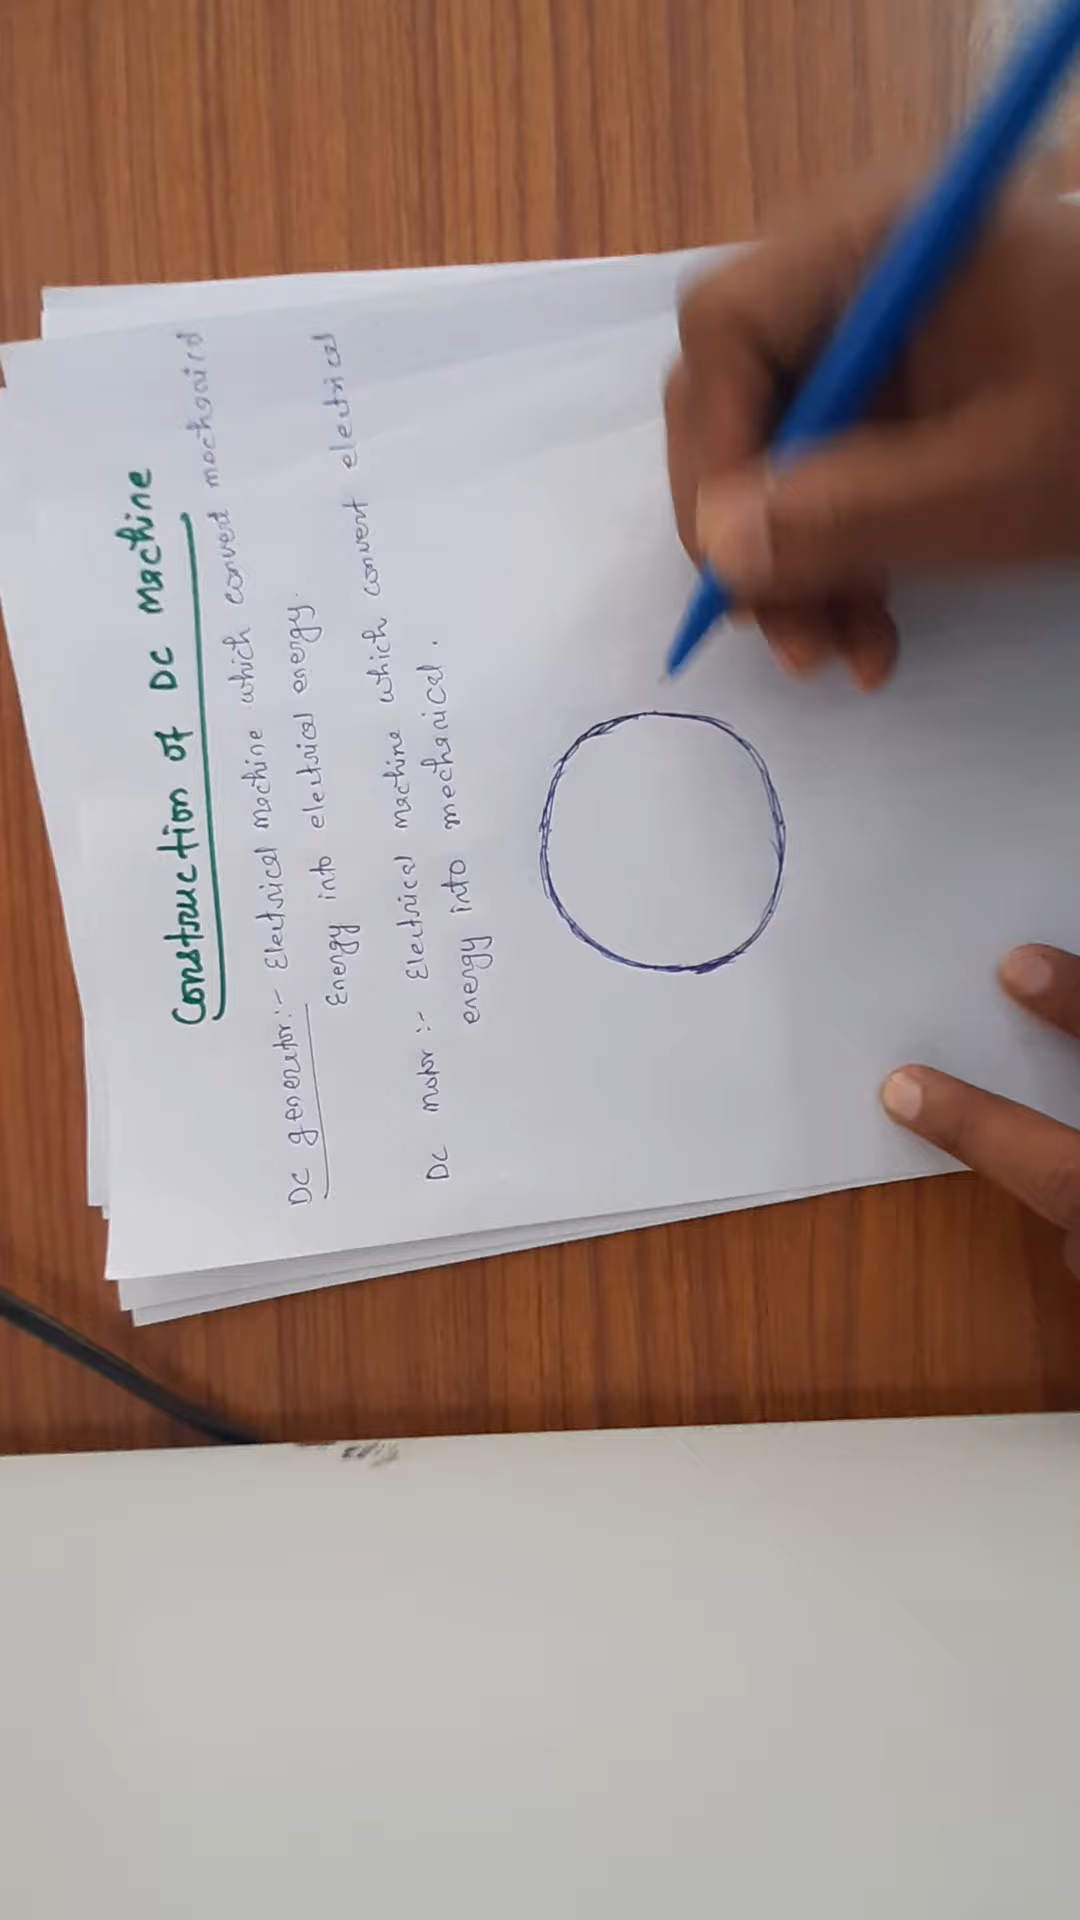 Construction of DC machine
DC generator:- Electrical machine which convert mechanical
Energy into electrical energy.
DC motor :- Electrical machine which convert electrical
energy into mechanical.